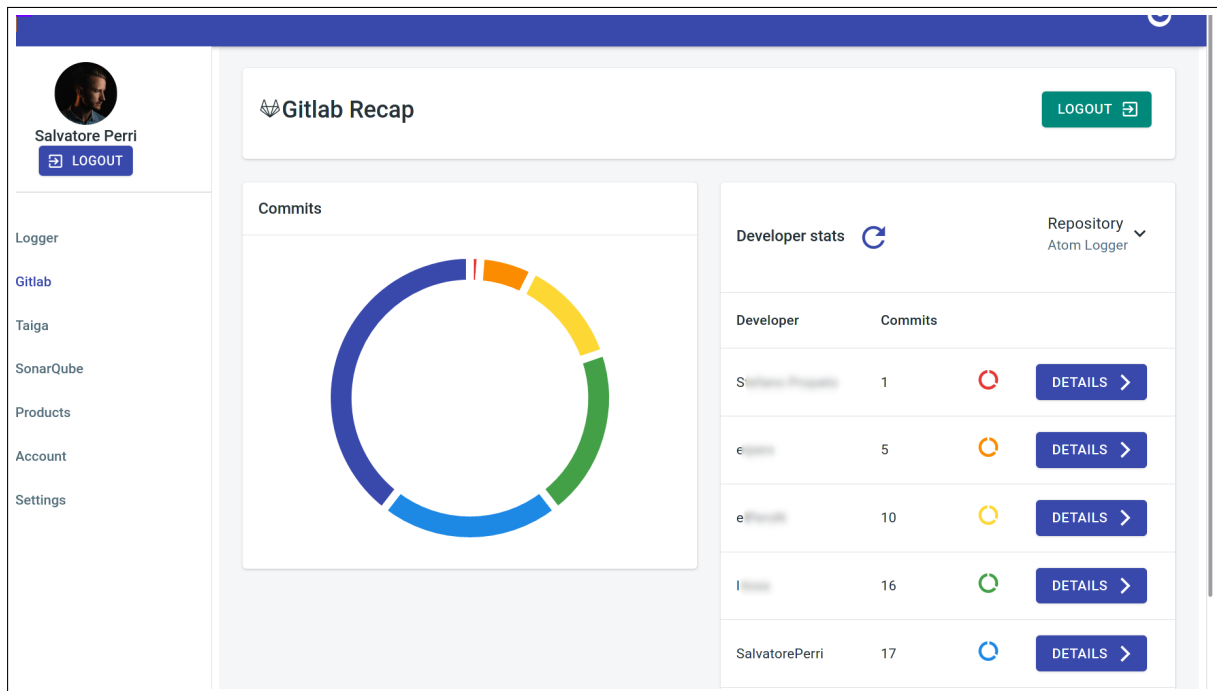 Salvatore Perri
LOGOUT
Logger
Gitlab
Taiga
SonarQube
Products
Account
Settings
Gitlab Recap
LOGOUT
Commits
Developer stats
Repository
Atom Logger
Developer Commits
1 DETAILS
5 DETAILS
10 DETAILS
16 DETAILS
SalvatorePerri 17 DETAILS